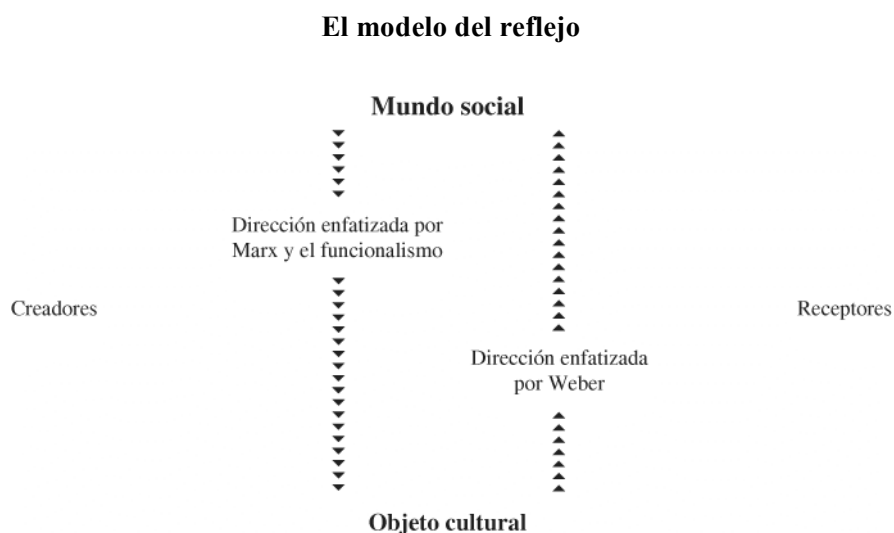 El modelo del reflejo
Mundo social
Dirección enfatizada por
Marx y el funcionalismo
Creadores
Receptores
Dirección enfatizada
por Weber
Objeto cultural